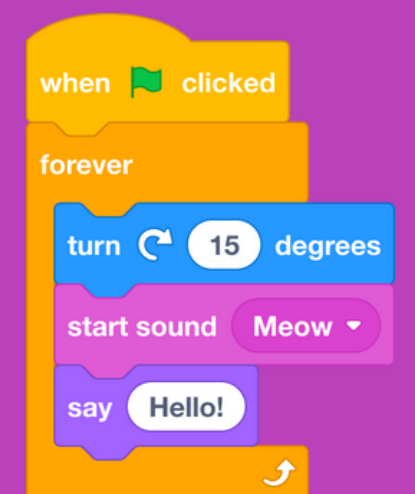 when clicked
forever
turn 15 degrees
start sound Meow
say Hello!